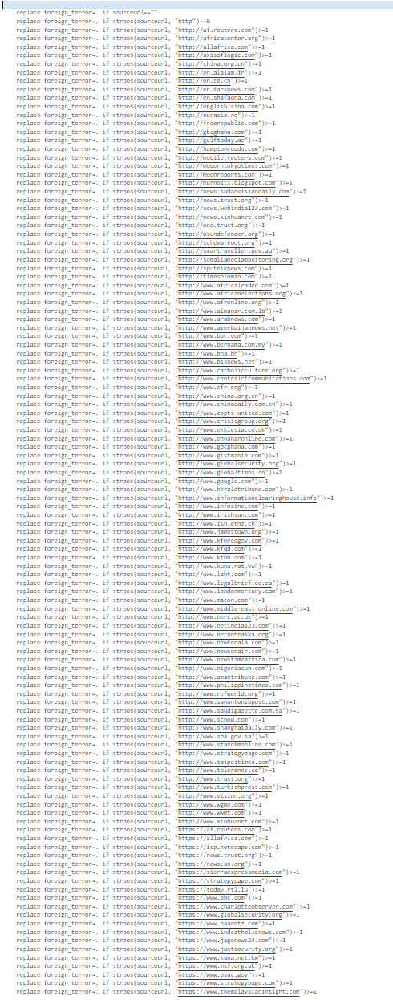 replace foreign_terror=. if sourceurl==""
replace foreign_terror=. if strpos(sourceurl, "http")==0
replace foreign_terror=. if strpos(sourceurl, "http://af.reuters.com")>=1
replace foreign_terror=. if strpos(sourceurl, "http://africacenter.org")>=1
replace foreign_terror=. if strpos(sourceurl, "http://allafrica.com")>=1
replace foreign_terror=. if strpos(sourceurl, "http://axisoflogic.com")>=1
replace foreign_terror=. if strpos(sourceurl, "http://china.org.cn")>=1
replace foreign_terror=. if strpos(sourceurl, "http://en.alalam.ir")>=1
replace foreign_terror=. if strpos(sourceurl, "http://en.ce.cn")>=1
replace foreign_terror=. if strpos(sourceurl, "http://en.farsnews.com")>=1
replace foreign_terror=. if strpos(sourceurl, "http://en.shafaqna.com")>=1
replace foreign_terror=. if strpos(sourceurl, "http://english.sina.com")>=1
replace foreign_terror=. if strpos(sourceurl, "http://eurasia.ro")>=1
replace foreign_terror=. if strpos(sourceurl, "http://freerepublic.com")>=1
replace foreign_terror=. if strpos(sourceurl, "http://gbcghana.com")>=1
replace foreign_terror=. if strpos(sourceurl, "http://gulftoday.ae")>=1
replace foreign_terror=. if strpos(sourceurl, "http://hamptonroads.com")>=1
replace foreign_terror=. if strpos(sourceurl, "http://mobile.reuters.com")>=1
replace foreign_terror=. if strpos(sourceurl, "http://moderntokyotimes.com")>=1
replace foreign_terror=. if strpos(sourceurl, "http://moonreports.com")>=1
replace foreign_terror=. if strpos(sourceurl, "http://murnosti.blogspot.com")>=1
replace foreign_terror=. if strpos(sourceurl, "http://news.sudanvisiondaily.com")>=1
replace foreign_terror=. if strpos(sourceurl, "http://news.trust.org")>=1
replace foreign_terror=. if strpos(sourceurl, "http://news.webindia123.com")>=1
replace foreign_terror=. if strpos(sourceurl, "http://news.xinhuanet.com")>=1
replace foreign_terror=. if strpos(sourceurl, "http://one.trust.org")>=1
replace foreign_terror=. if strpos(sourceurl, "http://osundefender.org")>=1
replace foreign_terror=. if strpos(sourceurl, "http://schema-root.org")>=1
replace foreign_terror=. if strpos(sourceurl, "http://smartraveller.gov.au")>=1
replace foreign_terror=. if strpos(sourceurl, "http://somaliamediamonitoring.org")>=1
replace foreign_terror=. if strpos(sourceurl, "http://sputniknews.com")>=1
replace foreign_terror=. if strpos(sourceurl, "http://timesofoman.com")>=1
replace foreign_terror=. if strpos(sourceurl, "http://www.africaleader.com")>=1
replace foreign_terror=. if strpos(sourceurl, "http://www.africanelections.org")>=1
replace foreign_terror=. if strpos(sourceurl, "http://www.afronline.org")>=1
replace foreign_terror=. if strpos(sourceurl, "http://www.almanar.com.lb")>=1
replace foreign_terror=. if strpos(sourceurl, "http://www.arabnews.com")>=1
replace foreign_terror=. if strpos(sourceurl, "http://www.azerbaijannews.net")>=1
replace foreign_terror=. if strpos(sourceurl, "http://www.bbc.com")>=1
replace foreign_terror=. if strpos(sourceurl, "http://www.bernama.com.my")>=1
replace foreign_terror=. if strpos(sourceurl, "http://www.bna.bh")>=1
replace foreign_terror=. if strpos(sourceurl, "http://www.bssnews.net")>=1
replace foreign_terror=. if strpos(sourceurl, "http://www.catholicculture.org")>=1
replace foreign_terror=. if strpos(sourceurl, "http://www.centralctcommunications.com")>=1
replace foreign_terror=. if strpos(sourceurl, "http://www.cfr.org")>=1
replace foreign_terror=. if strpos(sourceurl, "http://www.china.org.cn")>=1
replace foreign_terror=. if strpos(sourceurl, "http://www.chinadaily.com.cn")>=1
replace foreign_terror=. if strpos(sourceurl, "http://www.copts-united.com")>=1
replace foreign_terror=. if strpos(sourceurl, "http://www.crisisgroup.org")>=1
replace foreign_terror=. if strpos(sourceurl, "http://www.ekklesia.co.uk")>=1
replace foreign_terror=. if strpos(sourceurl, "http://www.ennaharonline.com")>=1
replace foreign_terror=. if strpos(sourceurl, "http://www.gbcghana.com")>=1
replace foreign_terror=. if strpos(sourceurl, "http://www.gistmania.com")>=1
replace foreign_terror=. if strpos(sourceurl, "http://www.globalsecurity.org")>=1
replace foreign_terror=. if strpos(sourceurl, "http://www.globaltimes.cn")>=1
replace foreign_terror=. if strpos(sourceurl, "http://www.google.com")>=1
replace foreign_terror=. if strpos(sourceurl, "http://www.heraldtribune.com")>=1
replace foreign_terror=. if strpos(sourceurl, "http://www.informationclearinghouse.info")>=1
replace foreign_terror=. if strpos(sourceurl, "http://www.infozine.com")>=1
replace foreign_terror=. if strpos(sourceurl, "http://www.irishsun.com")>=1
replace foreign_terror=. if strpos(sourceurl, "http://www.isn.ethz.ch")>=1
replace foreign_terror=. if strpos(sourceurl, "http://www.jamestown.org")>=1
replace foreign_terror=. if strpos(sourceurl, "http://www.kforcegov.com")>=1
replace foreign_terror=. if strpos(sourceurl, "http://www.kfqd.com")>=1
replace foreign_terror=. if strpos(sourceurl, "http://www.ktbb.com")>=1
replace foreign_terror=. if strpos(sourceurl, "http://www.kuna.net.kw")>=1
replace foreign_terror=. if strpos(sourceurl, "http://www.laht.com")>=1
replace foreign_terror=. if strpos(sourceurl, "http://www.legalbrief.co.za")>=1
replace foreign_terror=. if strpos(sourceurl, "http://www.londonmercury.com")>=1
replace foreign_terror=. if strpos(sourceurl, "http://www.macon.com")>=1
replace foreign_terror=. if strpos(sourceurl, "http://www.middle-east-online.com")>=1
replace foreign_terror=. if strpos(sourceurl, "http://www.nerc.ac.uk")>=1
replace foreign_terror=. if strpos(sourceurl, "http://www.netindia123.com")>=1
replace foreign_terror=. if strpos(sourceurl, "http://www.netnebraska.org")>=1
replace foreign_terror=. if strpos(sourceurl, "http://www.newkerala.com")>=1
replace foreign_terror=. if strpos(sourceurl, "http://www.newsonair.com")>=1
replace foreign_terror=. if strpos(sourceurl, "http://www.newstimeafrica.com")>=1
replace foreign_terror=. if strpos(sourceurl, "http://www.nigeriasun.com")>=1
replace foreign_terror=. if strpos(sourceurl, "http://www.omantribune.com")>=1
replace foreign_terror=. if strpos(sourceurl, "http://www.philippinetimes.com")>=1
replace foreign_terror=. if strpos(sourceurl, "http://www.refworld.org")>=1
replace foreign_terror=. if strpos(sourceurl, "http://www.sanantoniopost.com")>=1
replace foreign_terror=. if strpos(sourceurl, "http://www.saudigazette.com.sa")>=1
replace foreign_terror=. if strpos(sourceurl, "http://www.scnow.com")>=1
replace foreign_terror=. if strpos(sourceurl, "http://www.shanghaidaily.com")>=1
replace foreign_terror=. if strpos(sourceurl, "http://www.spa.gov.sa")>=1
replace foreign_terror=. if strpos(sourceurl, "http://www.starrfmonline.com")>=1
replace foreign_terror=. if strpos(sourceurl, "http://www.strategypage.com")>=1
replace foreign_terror=. if strpos(sourceurl, "http://www.taipeitimes.com")>=1
replace foreign_terror=. if strpos(sourceurl, "http://www.tolerance.ca")>=1
replace foreign_terror=. if strpos(sourceurl, "http://www.trust.org")>=1
replace foreign_terror=. if strpos(sourceurl, "http://www.turkishpress.com")>=1
replace foreign_terror=. if strpos(sourceurl, "http://www.vision.org")>=1
replace foreign_terror=. if strpos(sourceurl, "http://www.wgme.com")>=1
replace foreign_terror=. if strpos(sourceurl, "http://www.wwmt.com")>=1
replace foreign_terror=. if strpos(sourceurl, "http://www.xinhuanet.com")>=1
replace foreign_terror=. if strpos(sourceurl, "https://af.reuters.com")>=1
replace foreign_terror=. if strpos(sourceurl, "https://allafrica.com")>=1
replace foreign_terror=. if strpos(sourceurl, "https://isp.netscape.com")>=1
replace foreign_terror=. if strpos(sourceurl, "https://news.trust.org")>=1
replace foreign_terror=. if strpos(sourceurl, "https://news.un.org")>=1
replace foreign_terror=. if strpos(sourceurl, "https://sierraexpressmedia.com")>=1
replace foreign_terror=. if strpos(sourceurl, "https://strategypage.com")>=1
replace foreign_terror=. if strpos(sourceurl, "https://today.rtl.lu")>=1
replace foreign_terror=. if strpos(sourceurl, "https://www.bbc.com")>=1
replace foreign_terror=. if strpos(sourceurl, "https://www.charlotteobserver.com")>=1
replace foreign_terror=. if strpos(sourceurl, "https://www.globalsecurity.org")>=1
replace foreign_terror=. if strpos(sourceurl, "https://www.haaretz.com")>=1
replace foreign_terror=. if strpos(sourceurl, "https://www.indcatholicnews.com")>=1
replace foreign_terror=. if strpos(sourceurl, "https://www.jagonews24.com")>=1
replace foreign_terror=. if strpos(sourceurl, "https://www.justsecurity.org")>=1
replace foreign_terror=. if strpos(sourceurl, "https://www.kuna.net.kw")>=1
replace foreign_terror=. if strpos(sourceurl, "https://www.msf.org.uk")>=1
replace foreign_terror=. if strpos(sourceurl, "https://www.osac.gov")>=1
replace foreign_terror=. if strpos(sourceurl, "https://www.strategypage.com")>=1
replace foreign_terror=. if strpos(sourceurl, "https://www.themalaysianinsight.com")>=1